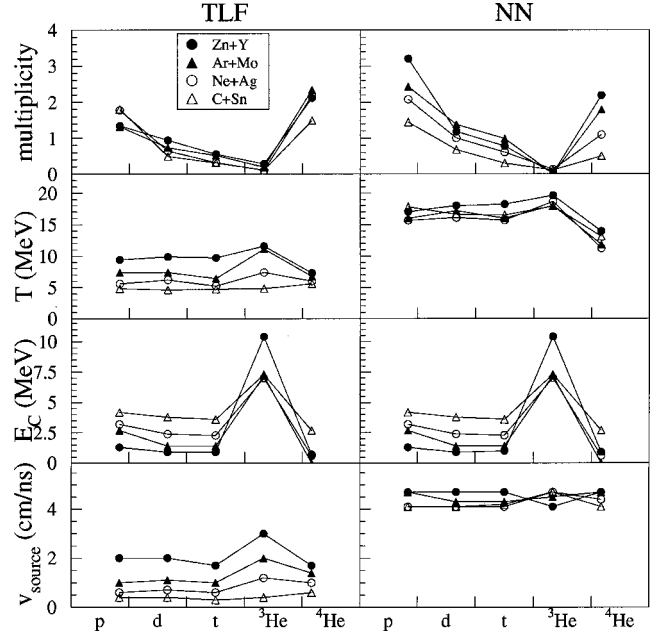 TLF NN
multiplicity
4
3
2
1
0
Zn+Y
Ar+Mo
Ne+Ag
C+Sn
T (MeV)
20
15
10
5
0
E_C (MeV)
10
7.5
5
2.5
0
v_source (cm/ns)
4
2
0
p d t ³He ⁴He p d t ³He ⁴He